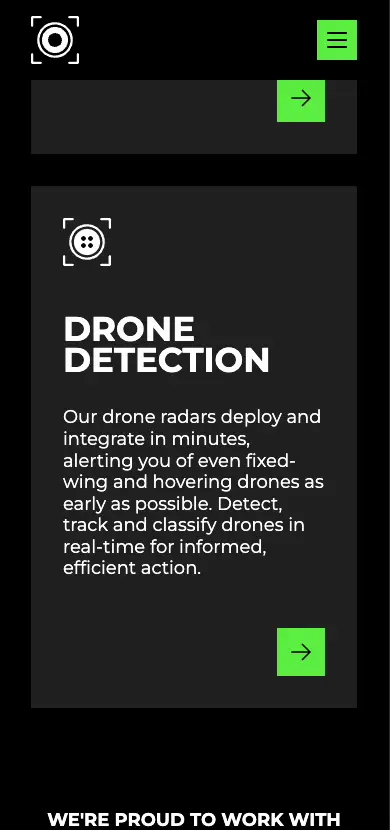 DRONE
DETECTION
Our drone radars deploy and
integrate in minutes,
alerting you of even fixed-
wing and hovering drones as
early as possible. Detect,
track and classify drones in
real-time for informed,
efficient action.
WE'RE PROUD TO WORK WITH